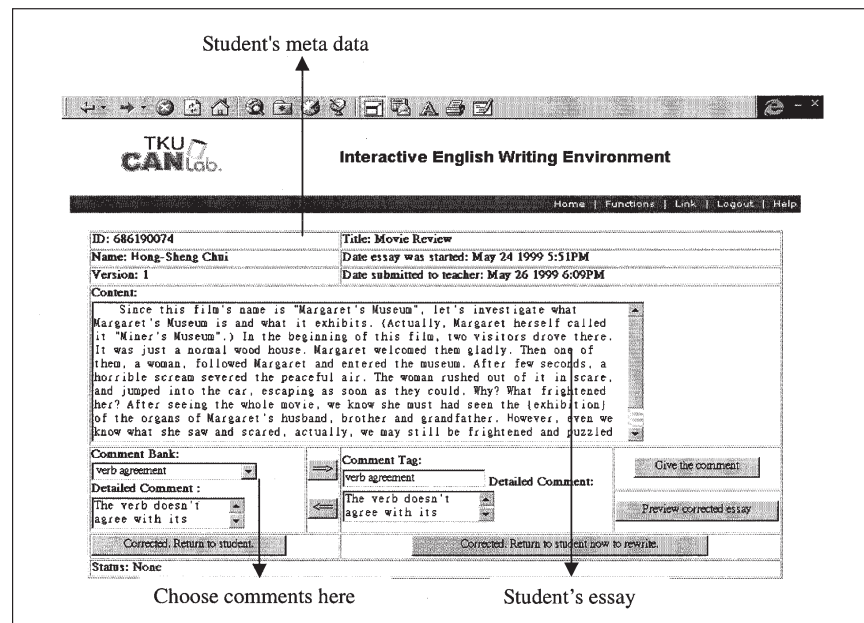 Student's meta data
TKU
CANLab.
Interactive English Writing Environment
Home | Functions | Link | Logout | Help
ID: 686190074
Title: Movie Review
Name: Hong-Sheng Chui
Date essay was started: May 24 1999 5:51PM
Version: 1
Date submitted to teacher: May 26 1999 6:09PM
Content:
Since this film's name is "Margaret's Museum", let's investigate what
Margaret's Museum is and what it exhibits. (Actually, Margaret herself called
it "Miner's Museum".) In the beginning of this film, two visitors drove there.
It was just a normal wood house. Margaret welcomed them gladly. Then one of
them, a woman, followed Margaret and entered the museum. After few seconds, a
horrible scream severed the peaceful air. The woman rushed out of it in scare,
and jumped into the car, escaping as soon as they could. Why? What frightened
her? After seeing the whole movie, we know she must had seen the (exhibition)
of the organs of Margaret's husband, brother and grandfather. However, even we
know what she saw and scared, actually, we may still be frightened and puzzled
Comment Bank:
verb agreement
Detailed Comment :
The verb doesn't
agree with its
Comment Tag:
verb agreement
Detailed Comment:
The verb doesn't
agree with its
Give the comment
Preview corrected essay
Corrected. Return to student.
Corrected. Return to student now to rewrite.
Status: None
Choose comments here
Student's essay